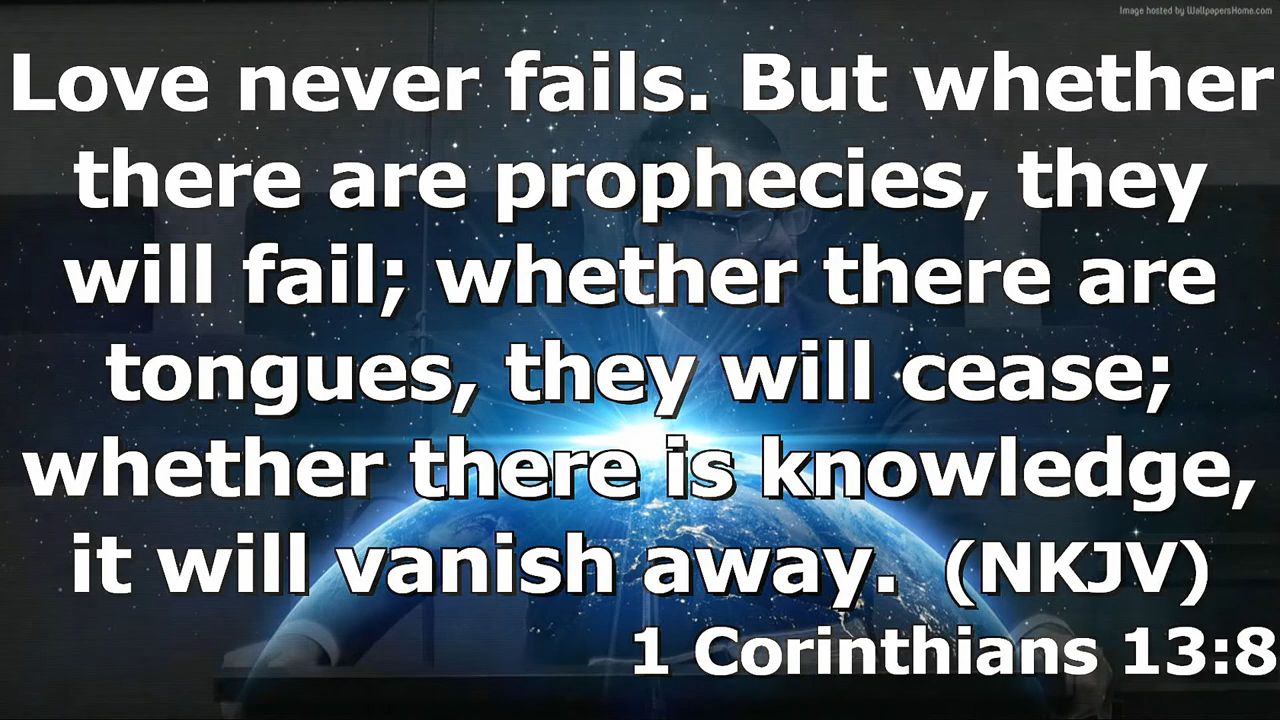 Image hosted by WallpapersHome.com
Love never fails. But whether
there are prophecies, they
will fail; whether there are
tongues, they will cease;
whether there is knowledge,
it will vanish away. (NKJV)
1 Corinthians 13:8